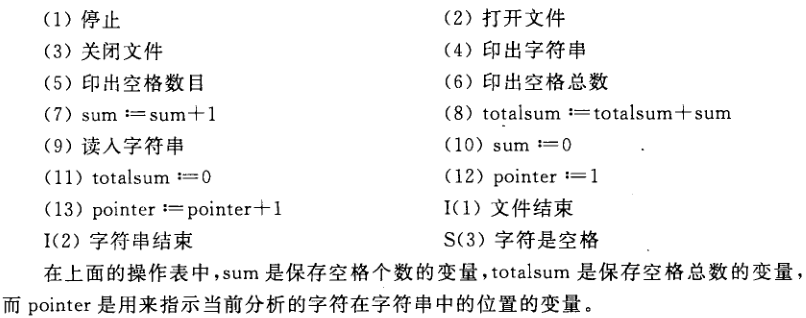 (1) 停止 (2) 打开文件
(3) 关闭文件 (4) 印出字符串
(5) 印出空格数目 (6) 印出空格总数
(7) sum :=sum+1 (8) totalsum :=totalsum+sum
(9) 读入字符串 (10) sum :=0
(11) totalsum :=0 (12) pointer :=1
(13) pointer :=pointer+1 I(1) 文件结束
I(2) 字符串结束 S(3) 字符是空格
在上面的操作表中,sum 是保存空格个数的变量,totalsum 是保存空格总数的变量,
而 pointer 是用来指示当前分析的字符在字符串中的位置的变量。